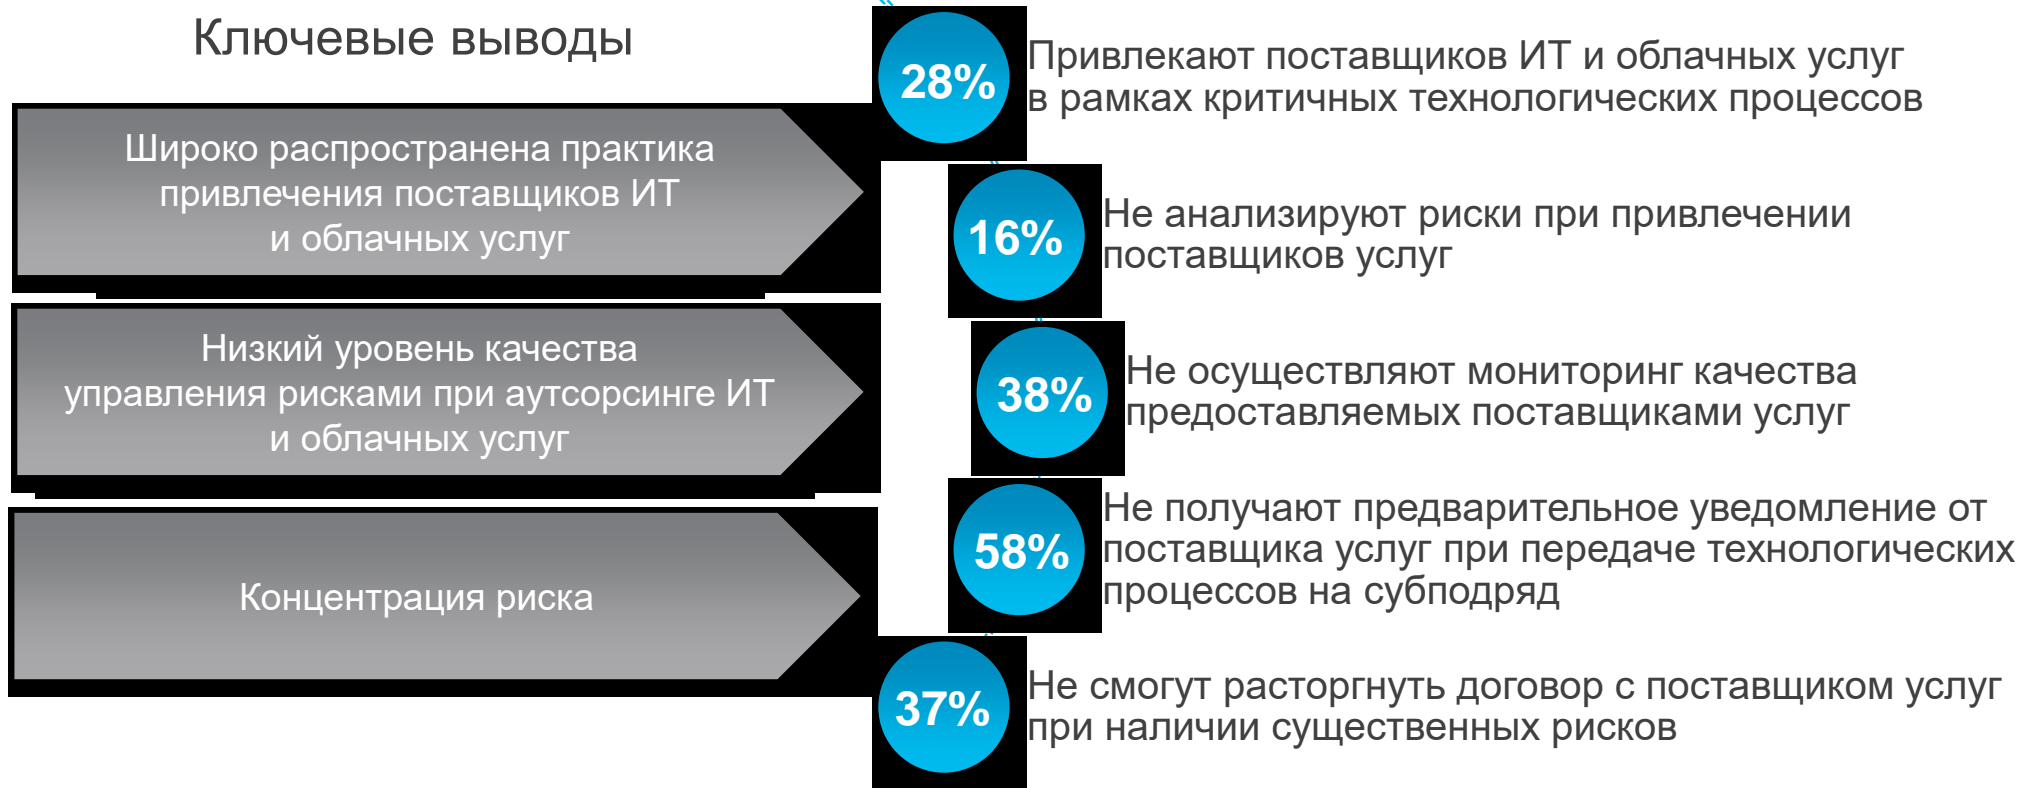 Ключевые выводы
Широко распространена практика
привлечения поставщиков ИТ
и облачных услуг
Низкий уровень качества
управления рисками при аутсорсинге ИТ
и облачных услуг
Концентрация риска
28%
Привлекают поставщиков ИТ и облачных услуг
в рамках критичных технологических процессов
16%
Не анализируют риски при привлечении
поставщиков услуг
38%
Не осуществляют мониторинг качества
предоставляемых поставщиками услуг
58%
Не получают предварительное уведомление от
поставщика услуг при передаче технологических
процессов на субподряд
37%
Не смогут расторгнуть договор с поставщиком услуг
при наличии существенных рисков